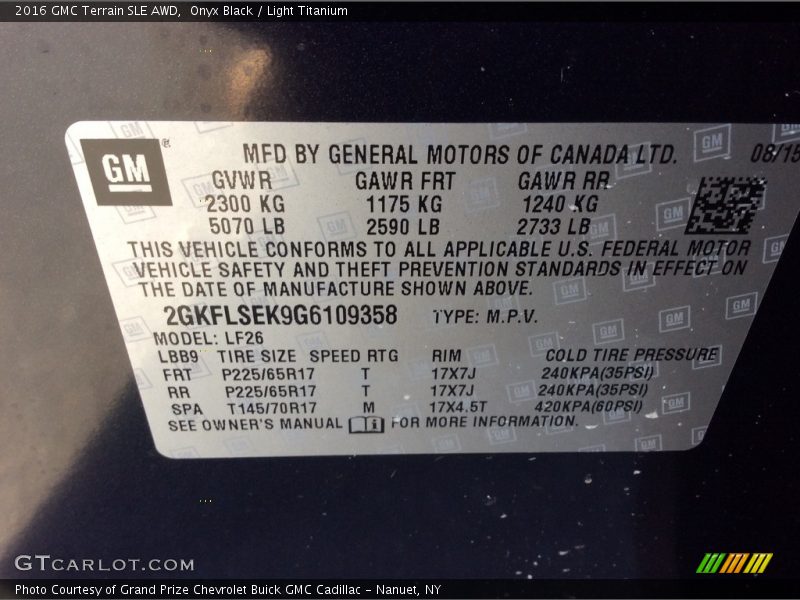 2016 GMC Terrain SLE AWD,  Onyx Black / Light Titanium
GM ®
MFD BY GENERAL MOTORS OF CANADA LTD. 08/15
GVWR GAWR FRT GAWR RR
2300 KG 1175 KG 1240 KG
5070 LB 2590 LB 2733 LB
THIS VEHICLE CONFORMS TO ALL APPLICABLE U.S. FEDERAL MOTOR
VEHICLE SAFETY AND THEFT PREVENTION STANDARDS IN EFFECT ON
THE DATE OF MANUFACTURE SHOWN ABOVE.
2GKFLSEK9G6109358 TYPE: M.P.V.
MODEL: LF26
LBB9 TIRE SIZE SPEED RTG RIM COLD TIRE PRESSURE
FRT P225/65R17 T 17X7J 240KPA(35PSI)
RR P225/65R17 T 17X7J 240KPA(35PSI)
SPA T145/70R17 M 17X4.5T 420KPA(60PSI)
SEE OWNER'S MANUAL i FOR MORE INFORMATION.
GTCARLOT.COM
Photo Courtesy of Grand Prize Chevrolet Buick GMC Cadillac - Nanuet, NY